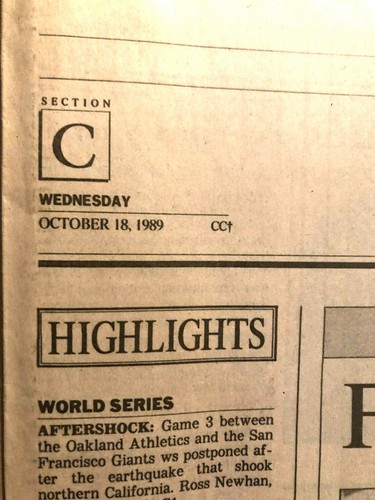 SECTION
C
WEDNESDAY
OCTOBER 18, 1989 CC†
HIGHLIGHTS
WORLD SERIES
AFTERSHOCK: Game 3 between
the Oakland Athletics and the San
Francisco Giants ws postponed af-
ter the earthquake that shook
northern California. Ross Newhan,
F